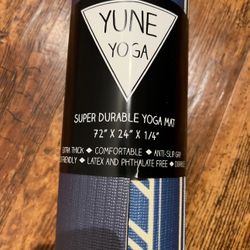 YUNE
YOGA
SUPER DURABLE YOGA MAT
72" X 24" X 1/4"
EXTRA THICK ◆ COMFORTABLE ◆ ANTI-SLIP GRIP
FRIENDLY ◆ LATEX AND PHTHALATE FREE ◆